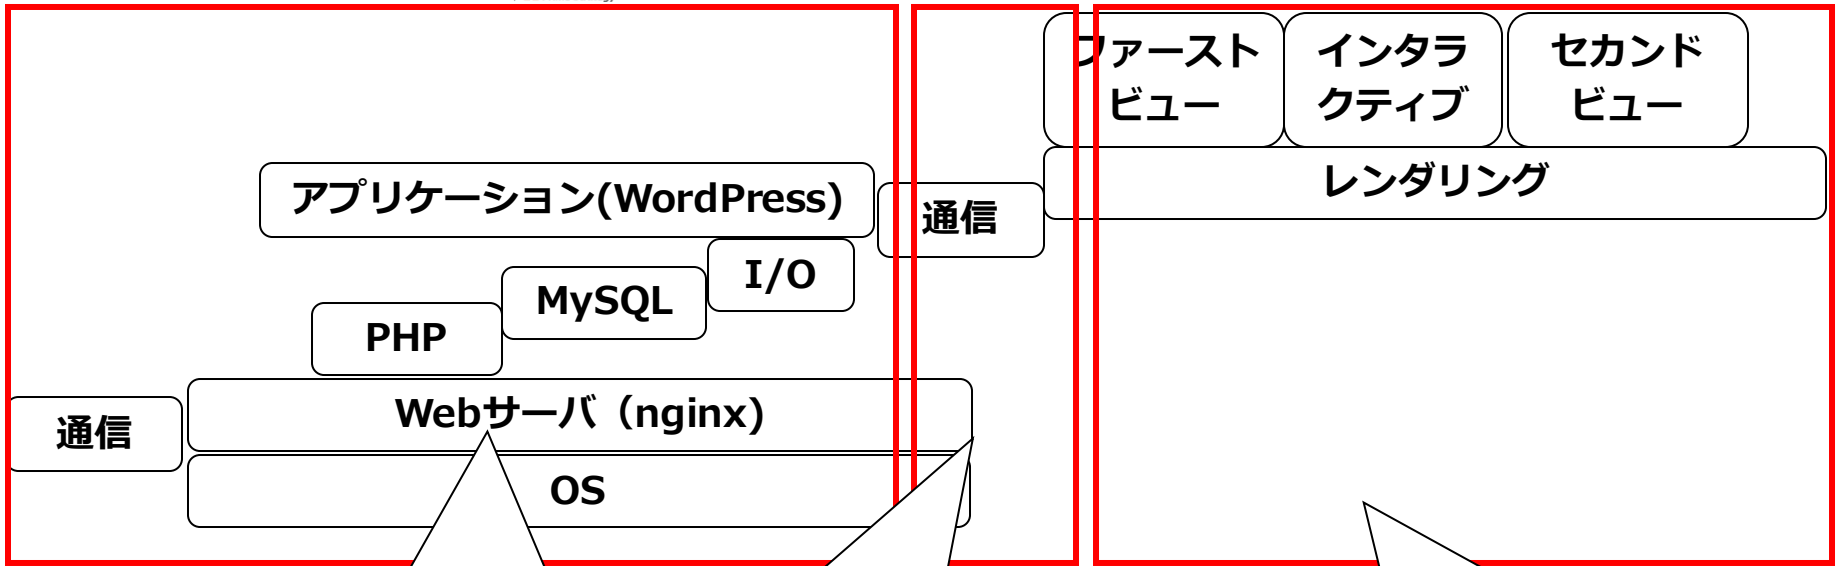 ファースト
ビュー
インタラ
クティブ
セカンド
ビュー
レンダリング
アプリケーション(WordPress)
通信
I/O
MySQL
PHP
Webサーバ（nginx)
通信
OS